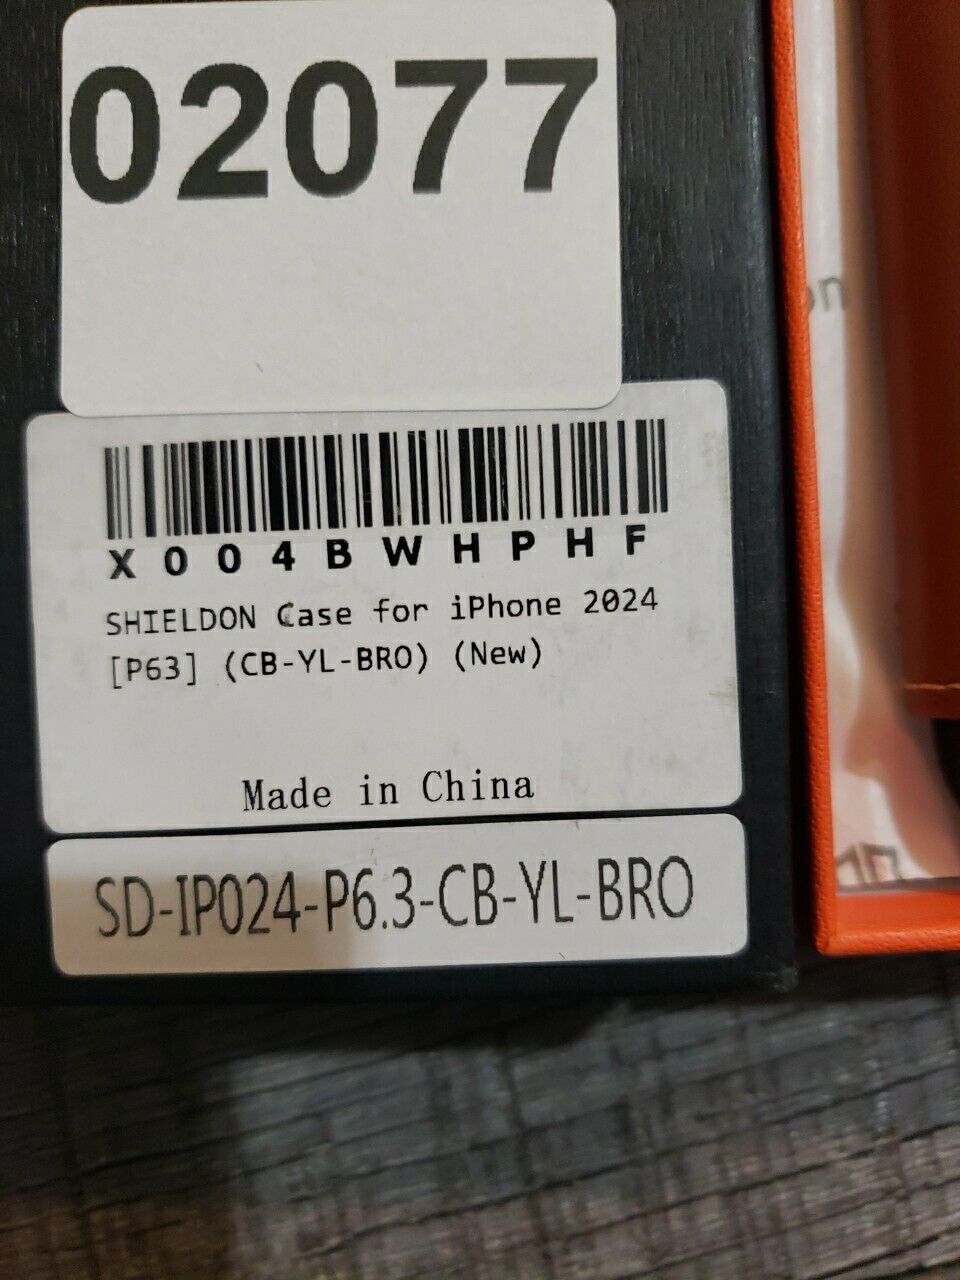 02077
X004BWHPHF
SHIELDON Case for iPhone 2024
[P63] (CB-YL-BRO) (New)
Made in China
SD-IP024-P6.3-CB-YL-BRO